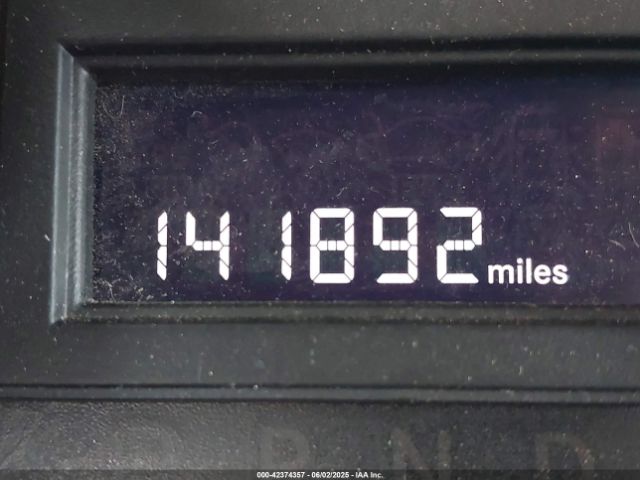 141892 miles
R N D
000-42374357 - 06/02/2025 - IAA Inc.